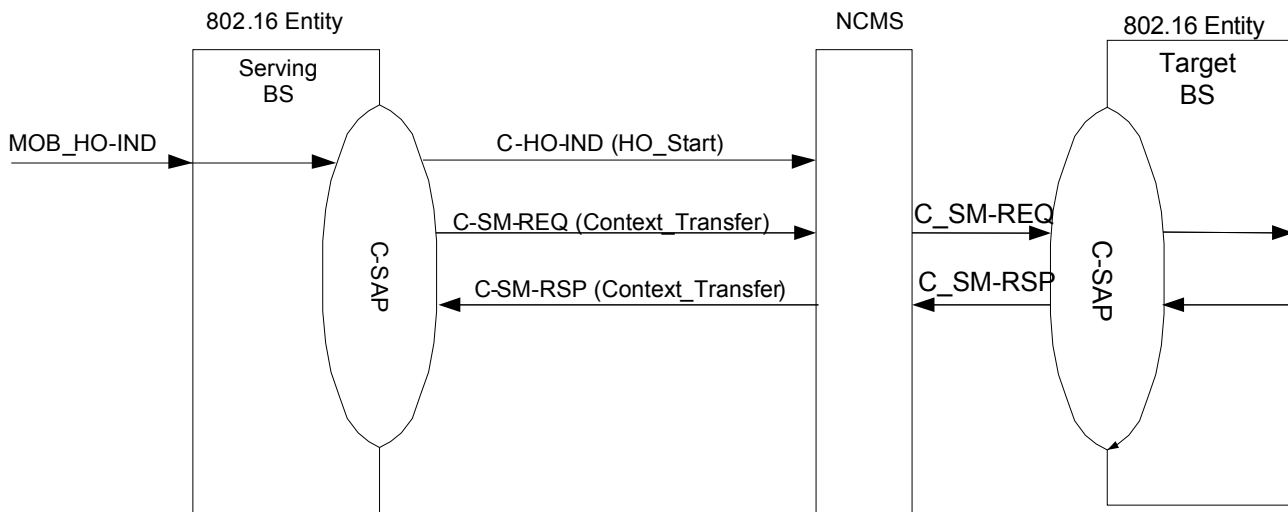 802.16 Entity
NCMS
802.16 Entity
Serving
BS
Target
BS
MOB_HO-IND
C-HO-IND (HO_Start)
C-SM-REQ (Context_Transfer)
C_SM-REQ
C-SAP
C-SM-RSP (Context_Transfer)
C_SM-RSP
C-SAP